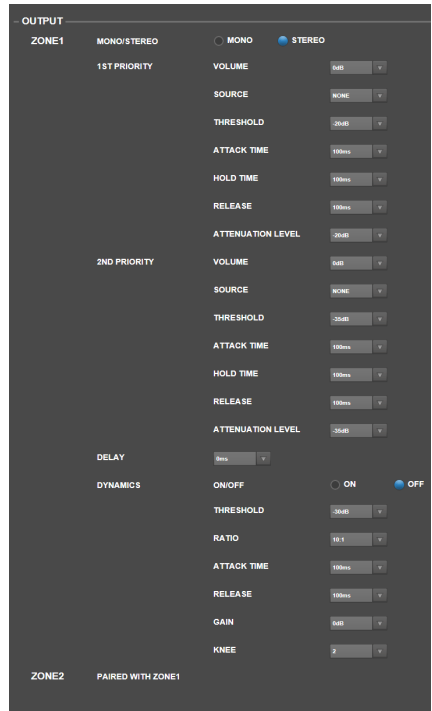 OUTPUT
ZONE1 MONO/STEREO MONO STEREO
1ST PRIORITY VOLUME 0dB
SOURCE NONE
THRESHOLD -20dB
ATTACK TIME 100ms
HOLD TIME 100ms
RELEASE 100ms
ATTENUATION LEVEL -20dB
2ND PRIORITY VOLUME 0dB
SOURCE NONE
THRESHOLD -35dB
ATTACK TIME 100ms
HOLD TIME 100ms
RELEASE 100ms
ATTENUATION LEVEL -35dB
DELAY 0ms
DYNAMICS ON/OFF ON OFF
THRESHOLD -30dB
RATIO 10:1
ATTACK TIME 100ms
RELEASE 100ms
GAIN 0dB
KNEE 2
ZONE2 PAIRED WITH ZONE1